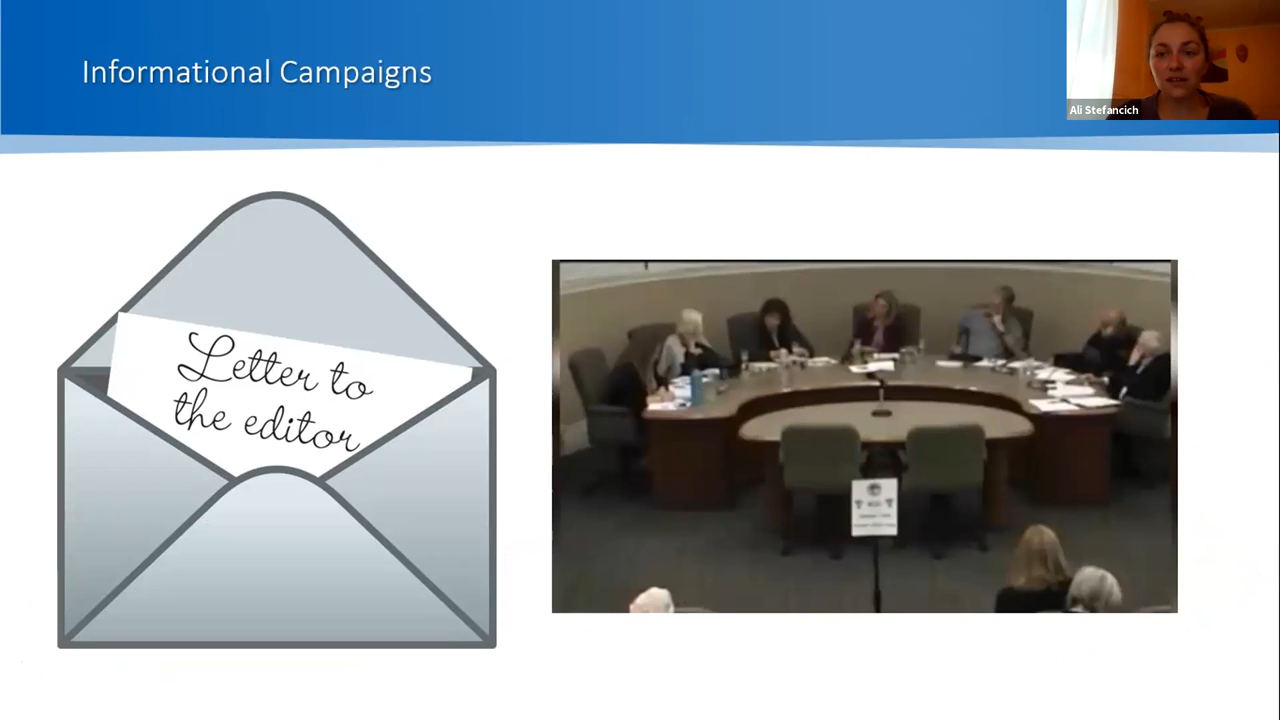 Informational Campaigns
Ali Stefancich
Letter to
the editor